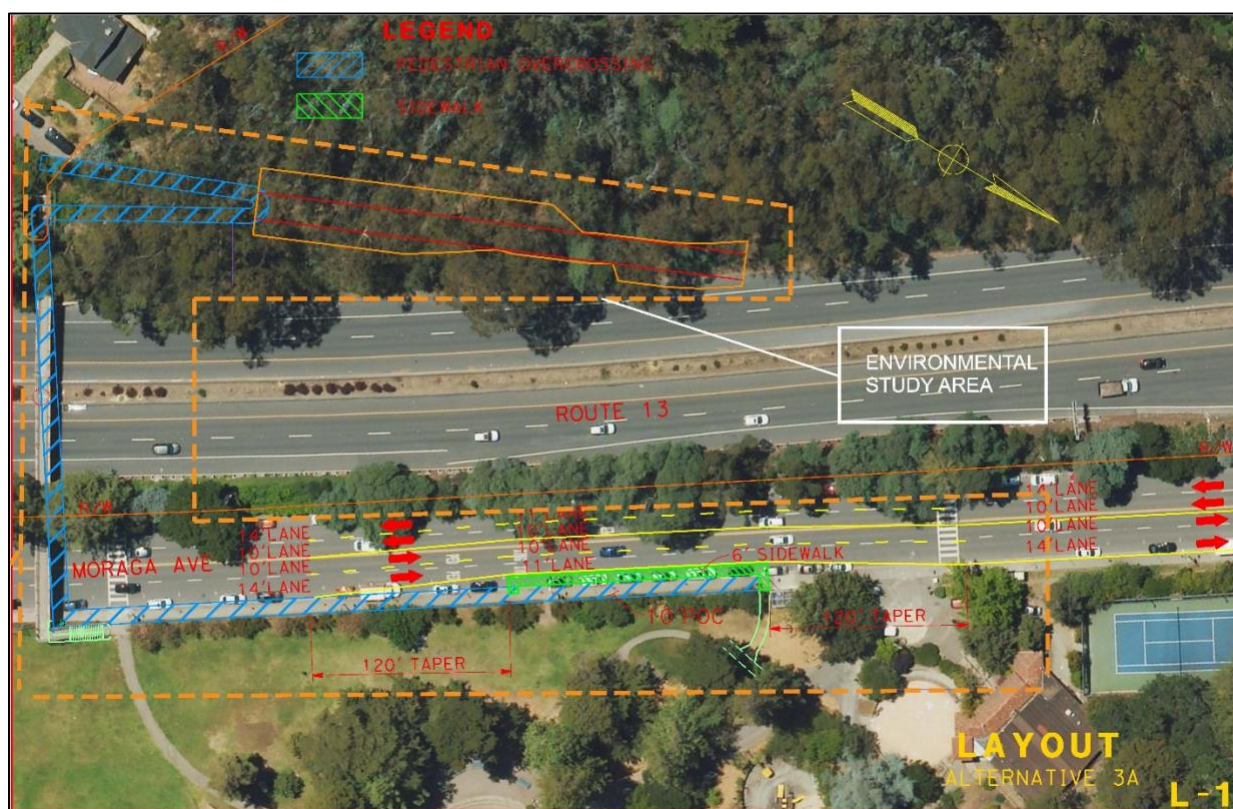 LEGEND
PEDESTRIAN OVERCROSSING
SIDEWALK
R/W
ENVIRONMENTAL
STUDY AREA
ROUTE 13
R/W
R/W
14' LANE
10' LANE
10' LANE
14' LANE
14' LANE
10' LANE
10' LANE
14' LANE
10' LANE
11' LANE
MORAGA AVE
6' SIDEWALK
10' POC
120' TAPER
120' TAPER
LAYOUT
ALTERNATIVE 3A
L-1